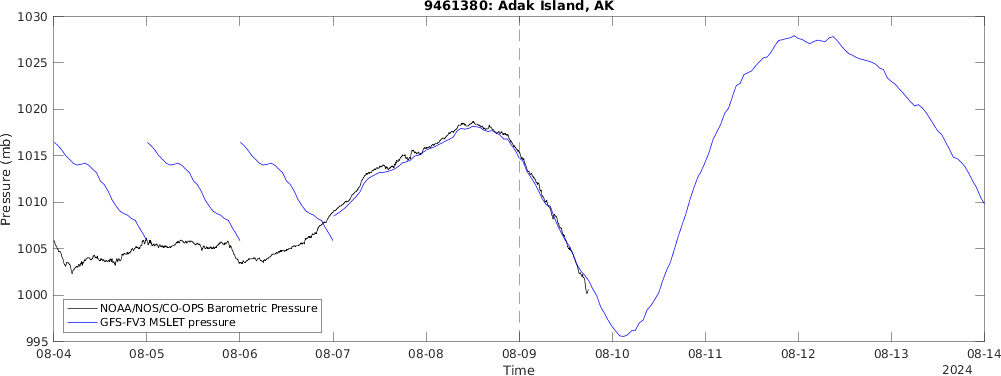 9461380: Adak Island, AK
1030
1025
1020
1015
1010
1005
1000
995
Pressure (mb)
NOAA/NOS/CO-OPS Barometric Pressure
GFS-FV3 MSLET pressure
08-04 08-05 08-06 08-07 08-08 08-09 08-10 08-11 08-12 08-13 08-14
Time
2024